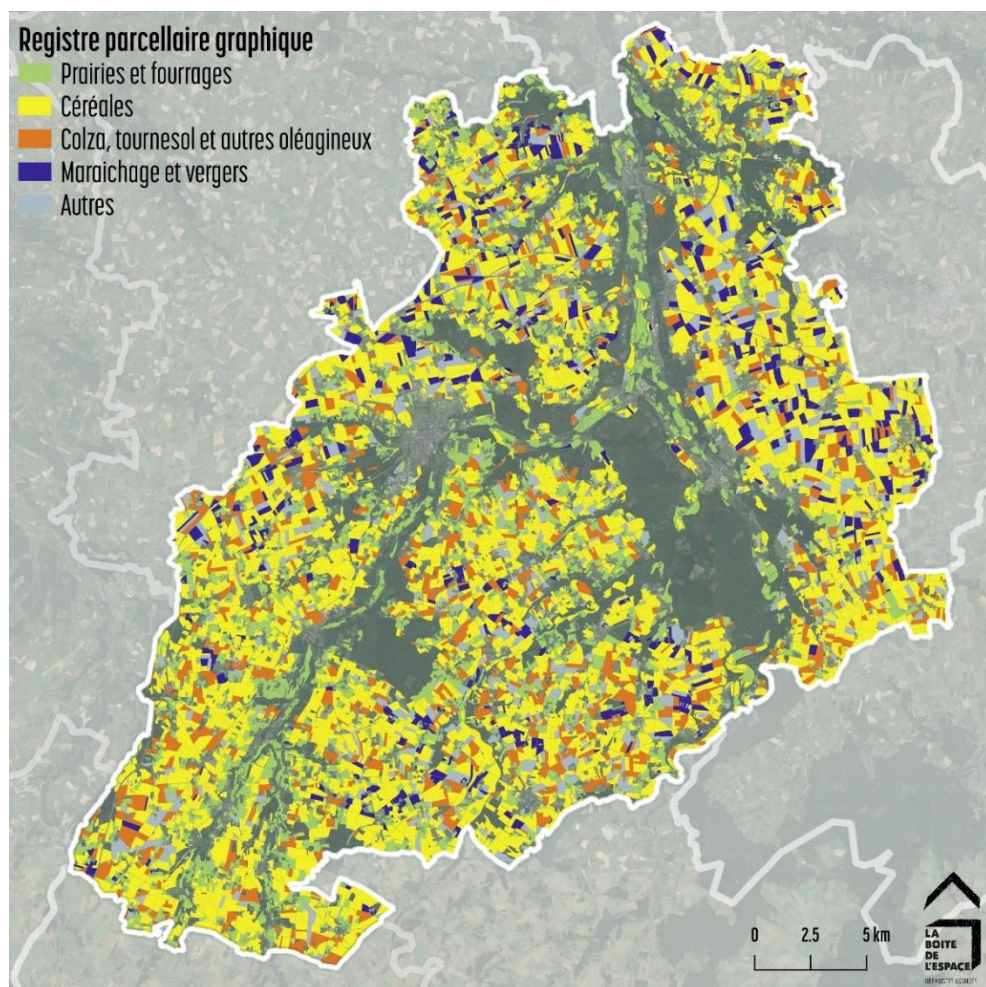 Registre parcellaire graphique
Prairies et fourrages
Céréales
Colza, tournesol et autres oléagineux
Maraichage et vergers
Autres
0 2.5 5 km
LA
BOITE
DE
L'ESPACE